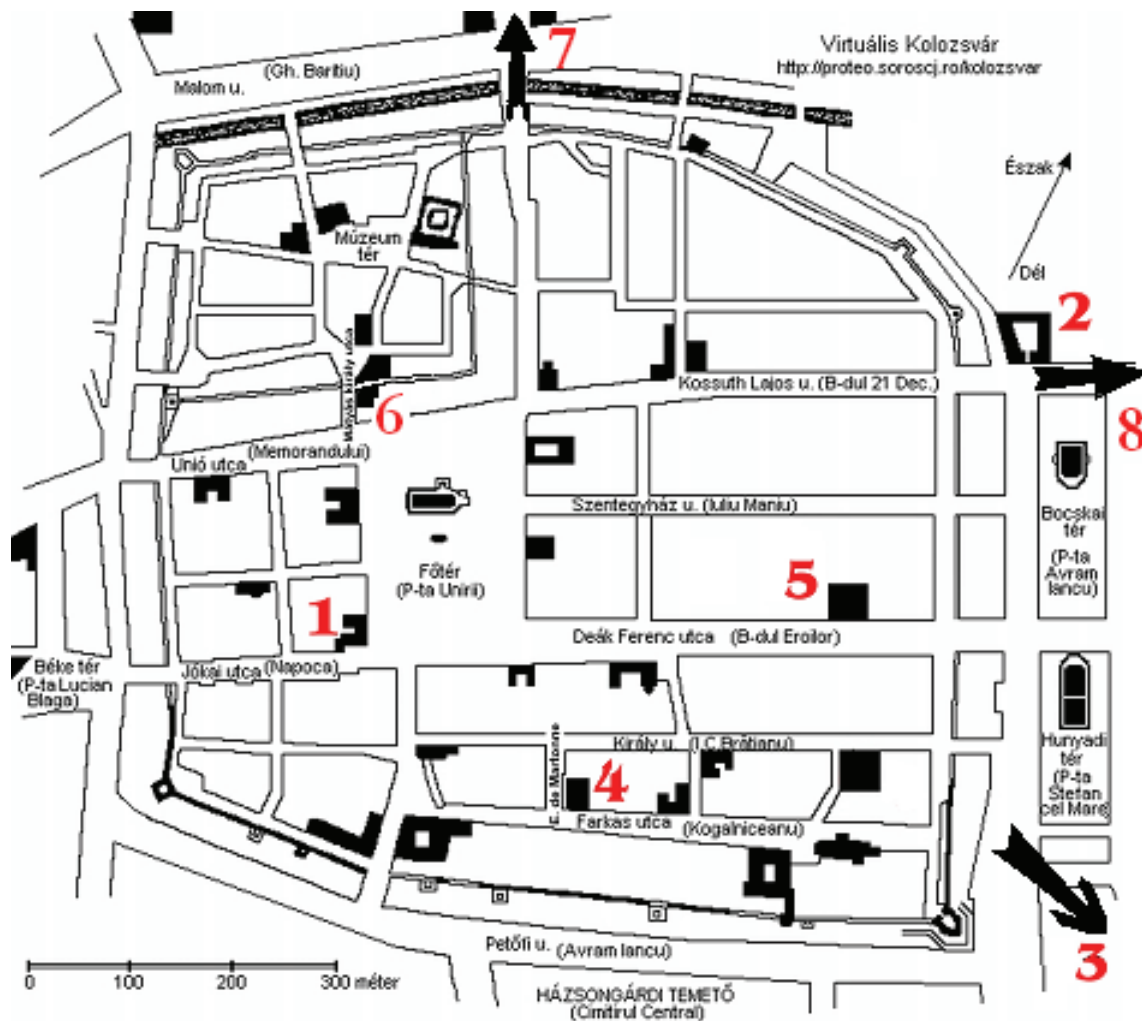 7
Virtuális Kolozsvár
http://proteo.soroscj.ro/kolozsvar
(Gh. Baritiu)
Malom u.
Észak
Múzeum
tér
Dél
2
Mátyás király utca
Kossuth Lajos u. (B-dul 21 Dec.)
6
8
(Memorandului)
Unió utca
Szentegyház u. (Iuliu Maniu)
Bocskai
tér
(P-ta
Avram
Iancu)
Főtér
(P-ta Unirii)
5
1
Deák Ferenc utca (B-dul Eroilor)
Béke tér
(P-ta Lucian
Blaga)
Jókai utca (Napoca)
Király u. (I.C.Brătianu)
E. de Martonne
Hunyadi
tér
(P-ta
Stefan
cel Mare)
4
Farkas utca (Kogalniceanu)
Petőfi u. (Avram Iancu)
3
0 100 200 300 méter
HÁZSONGÁRDI TEMETŐ
(Cimitirul Central)